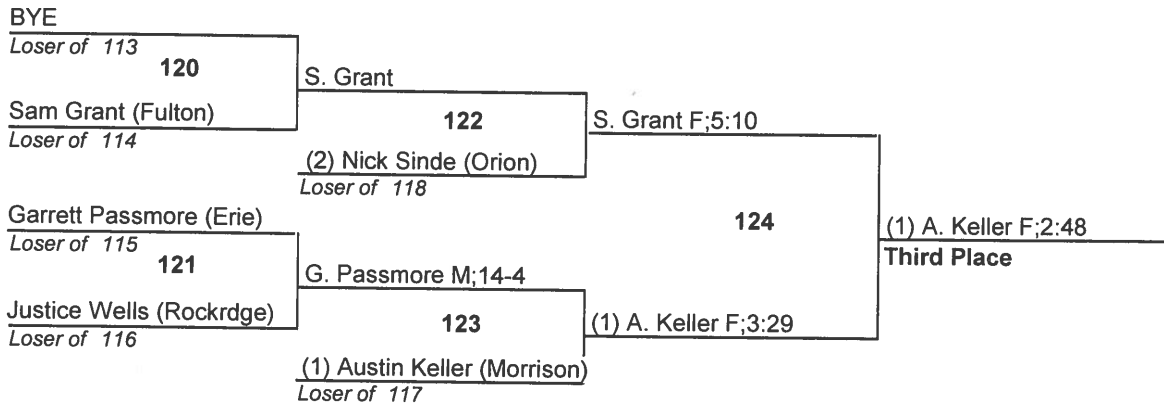 BYE
Loser of 113
120
S. Grant
Sam Grant (Fulton)
Loser of 114
122
S. Grant F;5:10
(2) Nick Sinde (Orion)
Loser of 118
Garrett Passmore (Erie)
Loser of 115
121
124
(1) A. Keller F;2:48
Third Place
G. Passmore M;14-4
Justice Wells (Rockrdge)
Loser of 116
123
(1) A. Keller F;3:29
(1) Austin Keller (Morrison)
Loser of 117